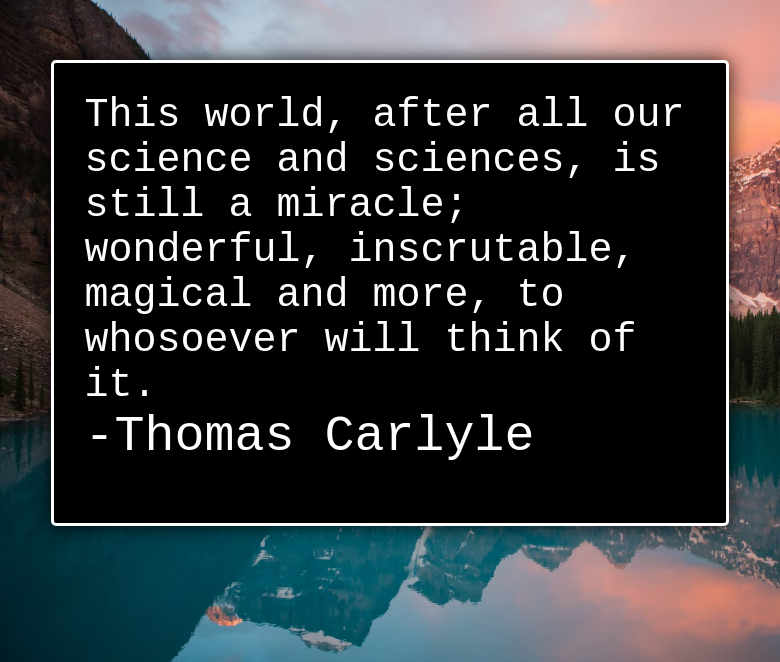 This world, after all our
science and sciences, is
still a miracle;
wonderful, inscrutable,
magical and more, to
whosoever will think of
it.
-Thomas Carlyle